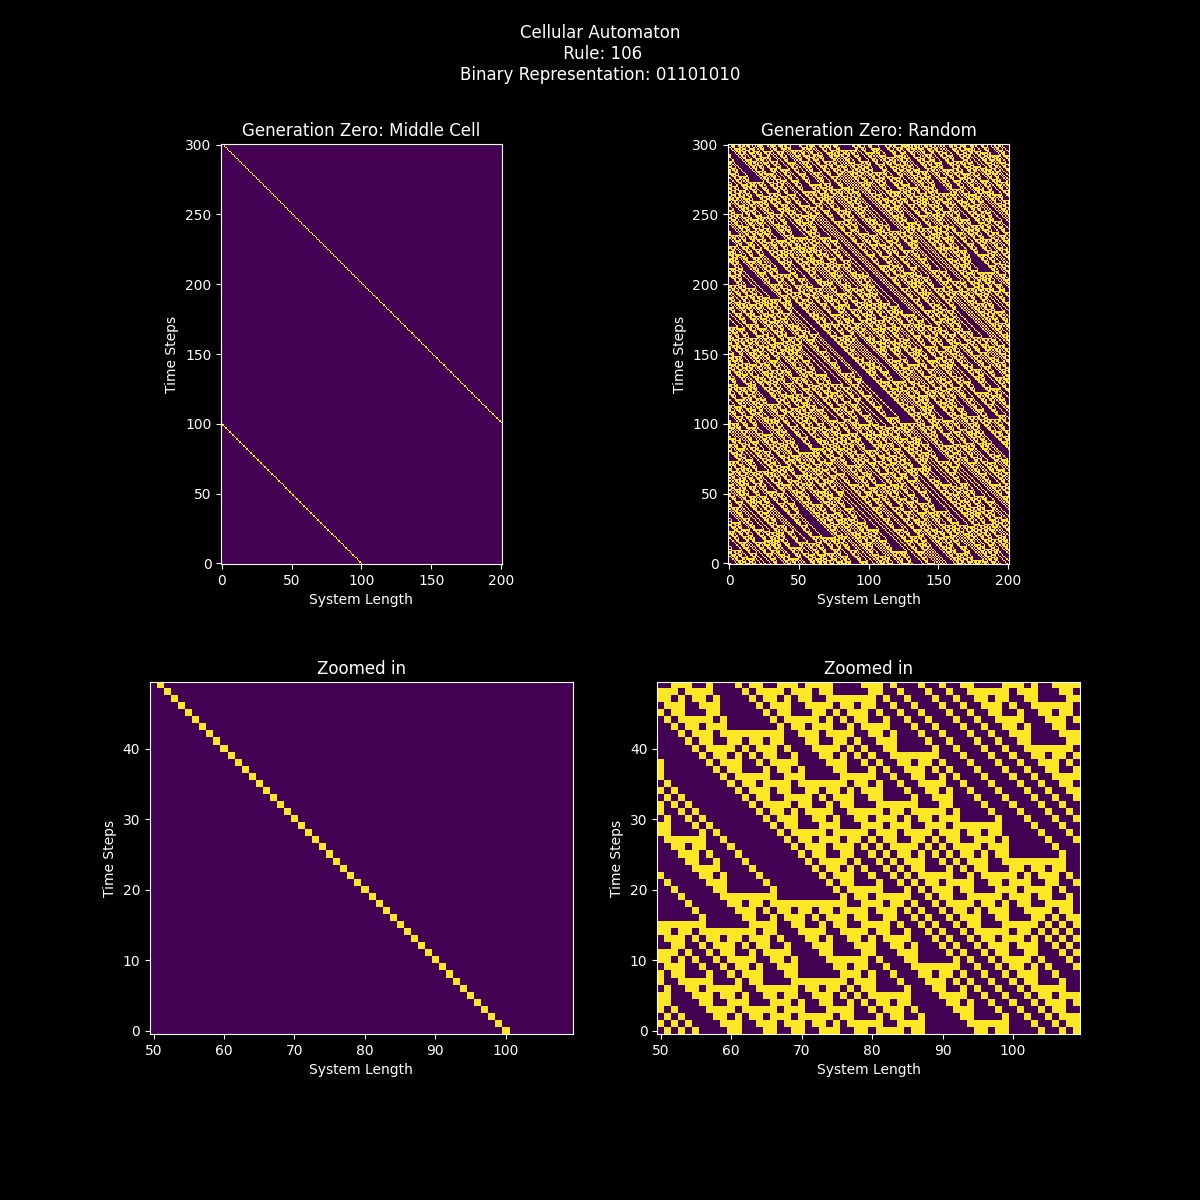 Cellular Automaton
Rule: 106
Binary Representation: 01101010
Generation Zero: Middle Cell
300
250
200
150
100
50
0
Time Steps
0 50 100 150 200
System Length
Generation Zero: Random
300
250
200
150
100
50
0
Time Steps
0 50 100 150 200
System Length
Zoomed in
40
30
20
10
0
Time Steps
50 60 70 80 90 100
System Length
Zoomed in
40
30
20
10
0
Time Steps
50 60 70 80 90 100
System Length